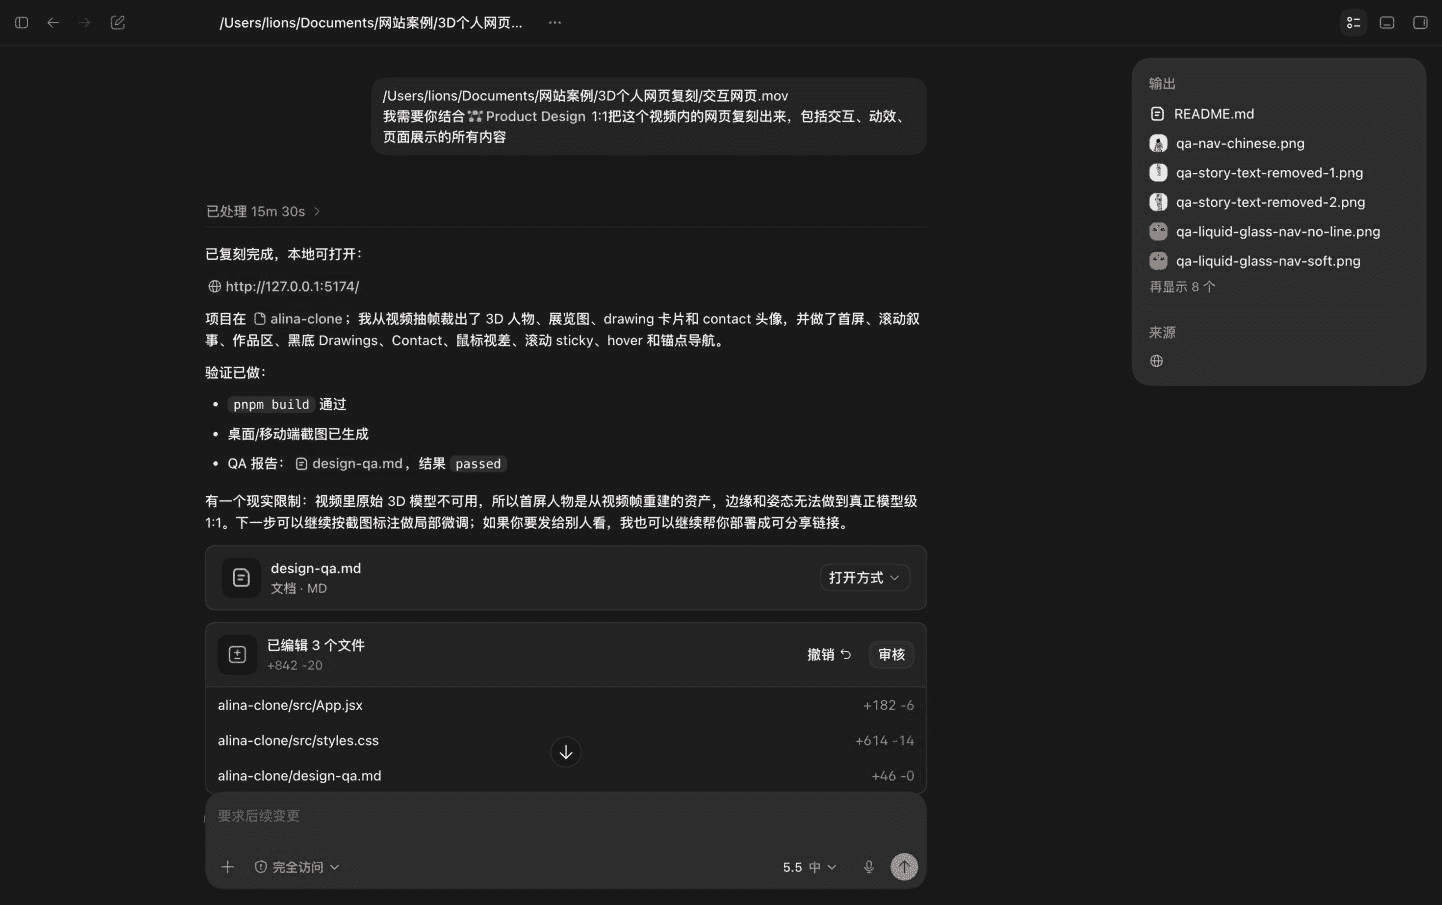 /Users/lions/Documents/网站案例/3D个人网页...
/Users/lions/Documents/网站案例/3D个人网页复刻/交互网页.mov
我需要你结合 Product Design 1:1把这个视频内的网页复刻出来，包括交互、动效、
页面展示的所有内容
已处理 15m 30s
已复刻完成，本地可打开：
http://127.0.0.1:5174/
项目在 alina-clone；我从视频抽帧裁出了 3D 人物、展览图、drawing 卡片和 contact 头像，并做了首屏、滚动叙
事、作品区、黑底 Drawings、Contact、鼠标视差、滚动 sticky、hover 和锚点导航。
验证已做：
• pnpm build 通过
• 桌面/移动端截图已生成
• QA 报告： design-qa.md，结果 passed
有一个现实限制：视频里原始 3D 模型不可用，所以首屏人物是从视频帧重建的资产，边缘和姿态无法做到真正模型级
1:1。下一步可以继续按截图标注做局部微调；如果你要发给别人看，我也可以继续帮你部署成可分享链接。
design-qa.md
文档 · MD
打开方式
已编辑 3 个文件
+842 -20
撤销
审核
alina-clone/src/App.jsx +182 -6
alina-clone/src/styles.css +614 -14
alina-clone/design-qa.md +46 -0
要求后续变更
完全访问
5.5 中
输出
README.md
qa-nav-chinese.png
qa-story-text-removed-1.png
qa-story-text-removed-2.png
qa-liquid-glass-nav-no-line.png
qa-liquid-glass-nav-soft.png
再显示 8 个
来源